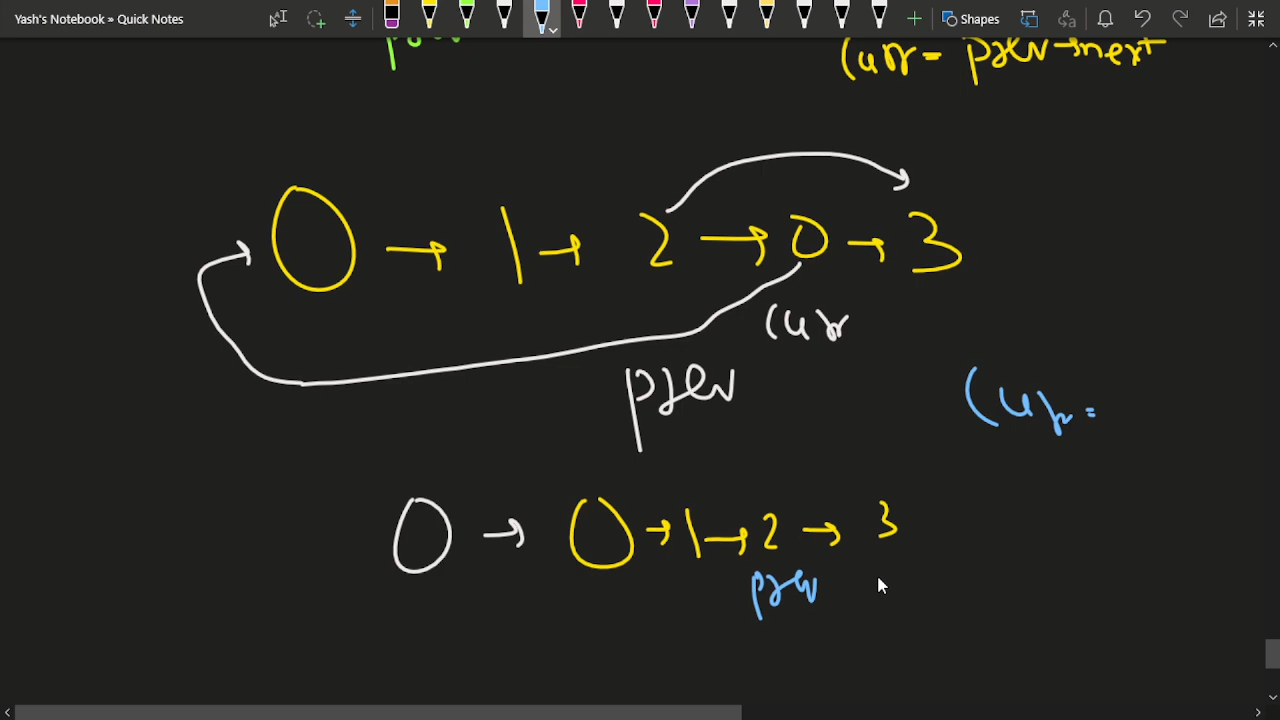 Yash's Notebook » Quick Notes Shapes
prev
Curr = prev→next
0 → 1 → 2 → 0 → 3
Curr
prev
Curr =
0 → 0 → 1 → 2 → 3
prev